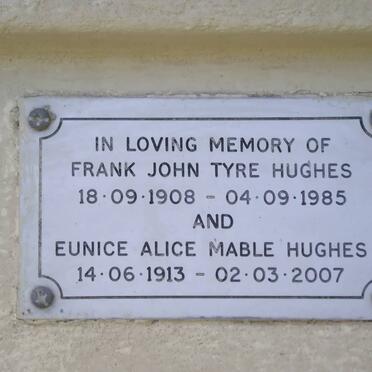 IN LOVING MEMORY OF
FRANK JOHN TYRE HUGHES
18·09·1908 – 04·09·1985
AND
EUNICE ALICE MABLE HUGHES
14·06·1913 – 02·03·2007